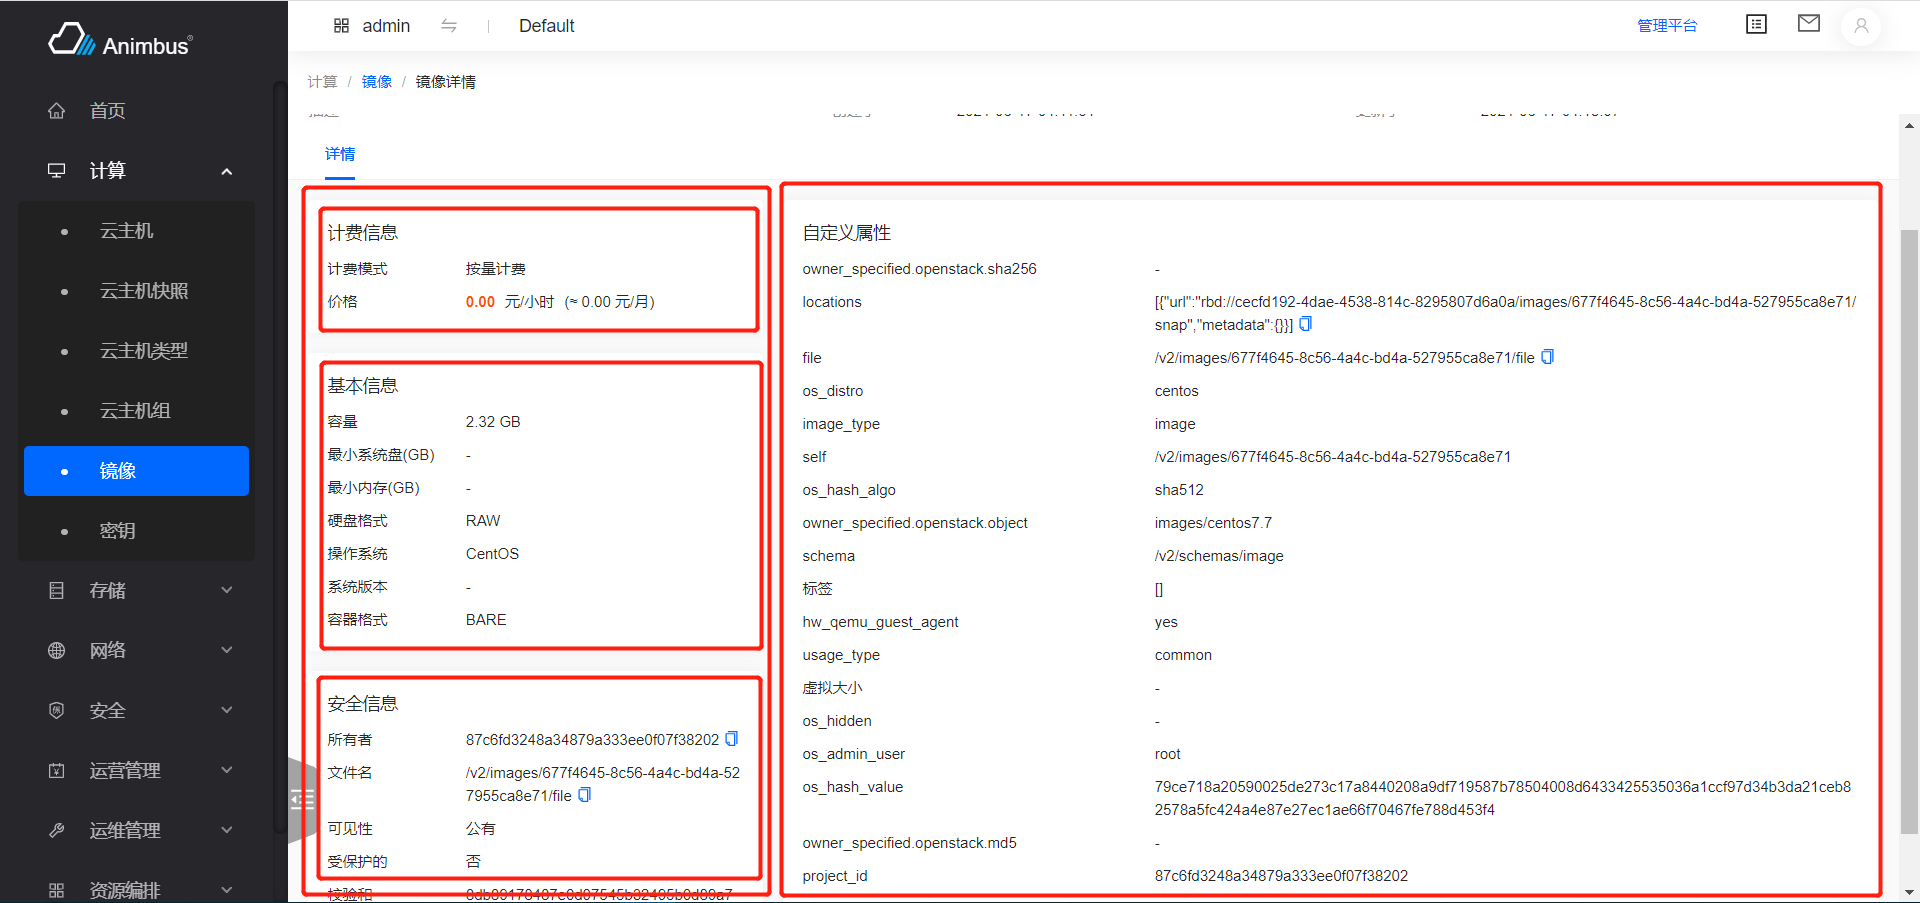 Animbus®
admin
Default
管理平台
首页
计算
云主机
云主机快照
云主机类型
云主机组
镜像
密钥
存储
网络
安全
运营管理
运维管理
资源编排
计算 / 镜像 / 镜像详情
详情
计费信息
计费模式 按量计费
价格 0.00 元/小时 (≈ 0.00 元/月)
基本信息
容量 2.32 GB
最小系统盘(GB) -
最小内存(GB) -
硬盘格式 RAW
操作系统 CentOS
系统版本 -
容器格式 BARE
安全信息
所有者 87c6fd3248a34879a333ee0f07f38202
文件名 /v2/images/677f4645-8c56-4a4c-bd4a-52
7955ca8e71/file
可见性 公有
受保护的 否
校验和
自定义属性
owner_specified.openstack.sha256 -
locations [{"url":"rbd://cecfd192-4dae-4538-814c-8295807d6a0a/images/677f4645-8c56-4a4c-bd4a-527955ca8e71/
snap","metadata":{}}]
file /v2/images/677f4645-8c56-4a4c-bd4a-527955ca8e71/file
os_distro centos
image_type image
self /v2/images/677f4645-8c56-4a4c-bd4a-527955ca8e71
os_hash_algo sha512
owner_specified.openstack.object images/centos7.7
schema /v2/schemas/image
标签 []
hw_qemu_guest_agent yes
usage_type common
虚拟大小 -
os_hidden -
os_admin_user root
os_hash_value 79ce718a20590025de273c17a8440208a9df719587b78504008d6433425535036a1ccf97d34b3da21ceb8
2578a5fc424a4e87e27ec1ae66f70467fe788d453f4
owner_specified.openstack.md5 -
project_id 87c6fd3248a34879a333ee0f07f38202